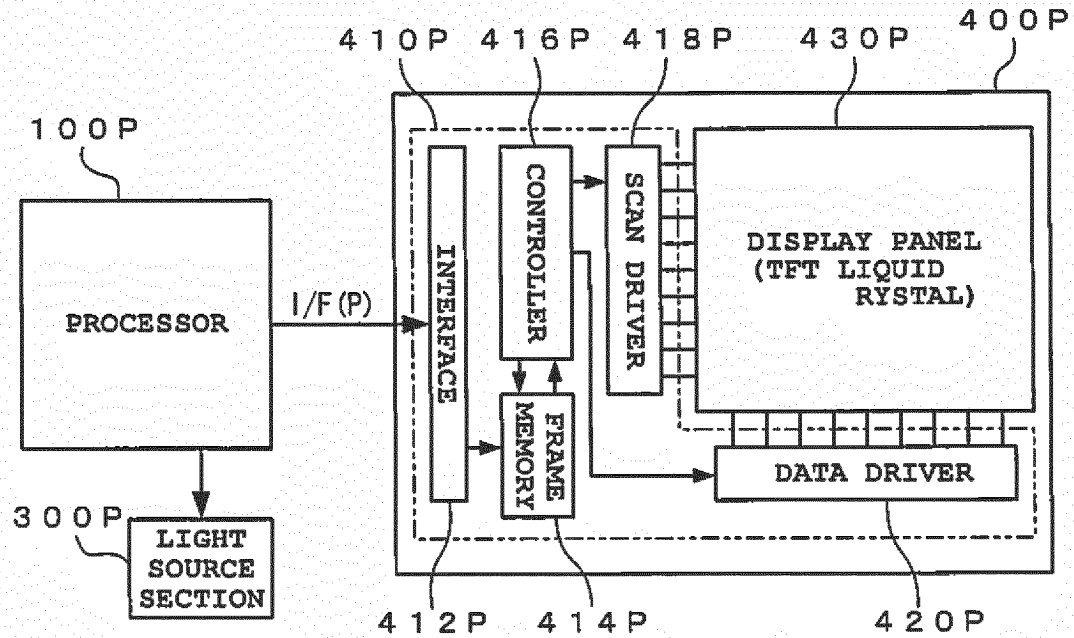 410P 416P 418P 430P 400P
100P
PROCESSOR
I/F(P)
INTERFACE
CONTROLLER
FRAME
MEMORY
SCAN DRIVER
DISPLAY PANEL
(TFT LIQUID
RYSTAL)
DATA DRIVER
300P
LIGHT
SOURCE
SECTION
412P 414P 420P